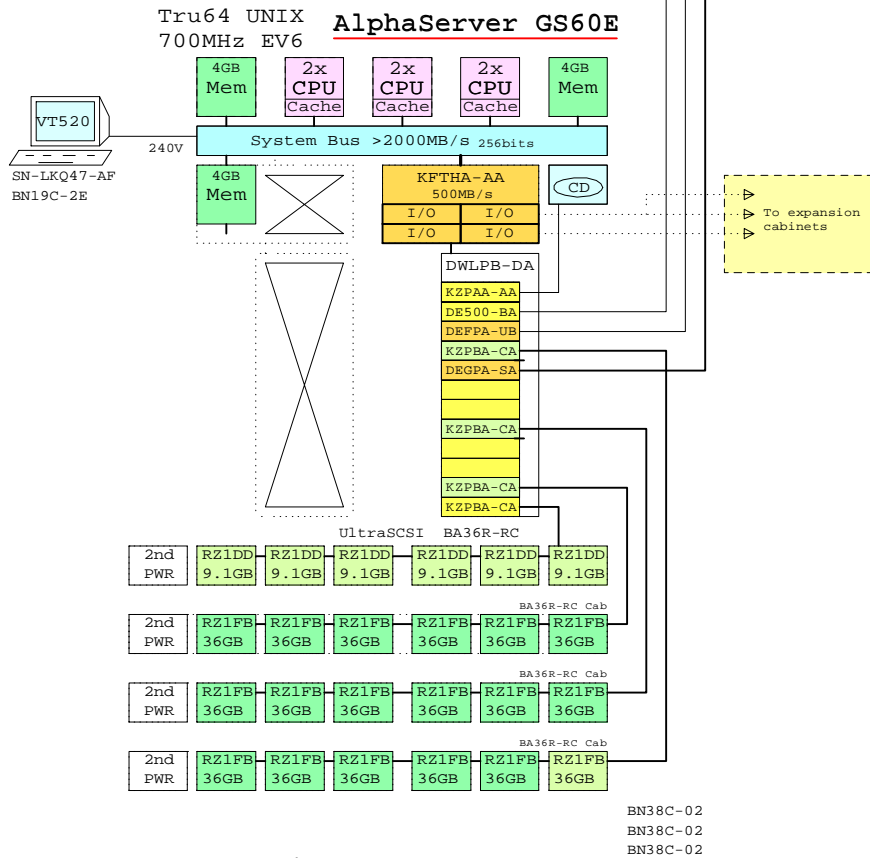 Tru64 UNIX
700MHz EV6
AlphaServer GS60E
4GB
Mem
2x
CPU
Cache
2x
CPU
Cache
2x
CPU
Cache
4GB
Mem
VT520
240V
System Bus >2000MB/s 256bits
SN-LKQ47-AF
BN19C-2E
4GB
Mem
KFTHA-AA
500MB/s
I/O I/O
I/O I/O
CD
To expansion
cabinets
DWLPB-DA
KZPAA-AA
DE500-BA
DEFPA-UB
KZPBA-CA
DEGPA-SA
KZPBA-CA
KZPBA-CA
KZPBA-CA
UltraSCSI BA36R-RC
2nd RZ1DD RZ1DD RZ1DD RZ1DD RZ1DD RZ1DD
PWR 9.1GB 9.1GB 9.1GB 9.1GB 9.1GB 9.1GB
BA36R-RC Cab
2nd RZ1FB RZ1FB RZ1FB RZ1FB RZ1FB RZ1FB
PWR 36GB 36GB 36GB 36GB 36GB 36GB
BA36R-RC Cab
2nd RZ1FB RZ1FB RZ1FB RZ1FB RZ1FB RZ1FB
PWR 36GB 36GB 36GB 36GB 36GB 36GB
BA36R-RC Cab
2nd RZ1FB RZ1FB RZ1FB RZ1FB RZ1FB RZ1FB
PWR 36GB 36GB 36GB 36GB 36GB 36GB
BN38C-02
BN38C-02
BN38C-02